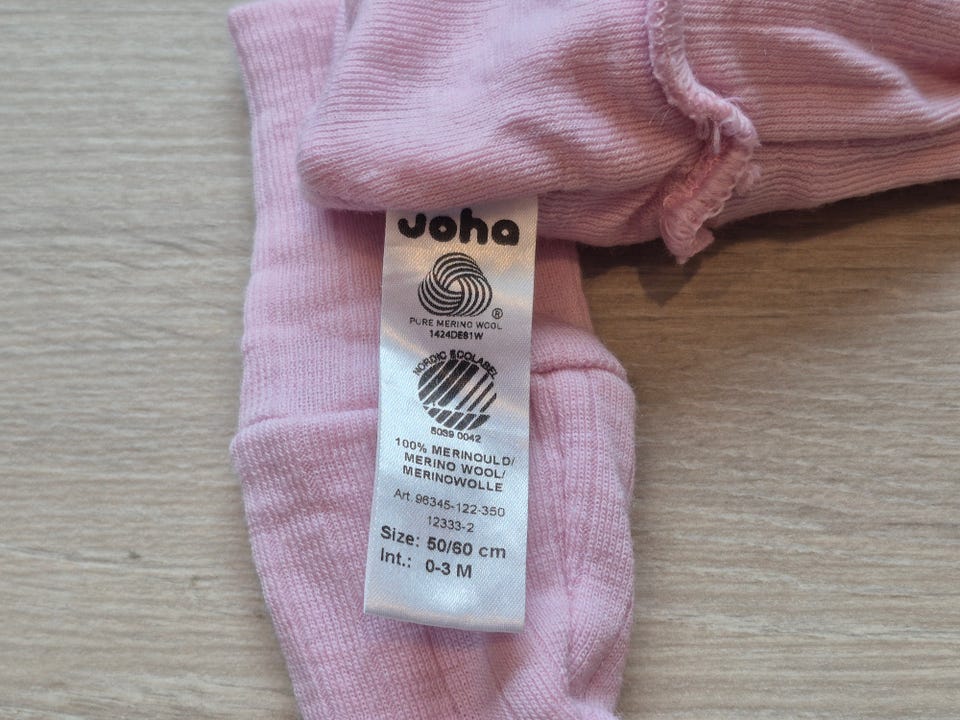 Joha
®
PURE MERINO WOOL
1424DE81W
NORDIC ECOLABEL
5039 0042
100% MERINOULD/
MERINO WOOL/
MERINOWOLLE
Art. 96345-122-350
12333-2
Size: 50/60 cm
Int.: 0-3 M